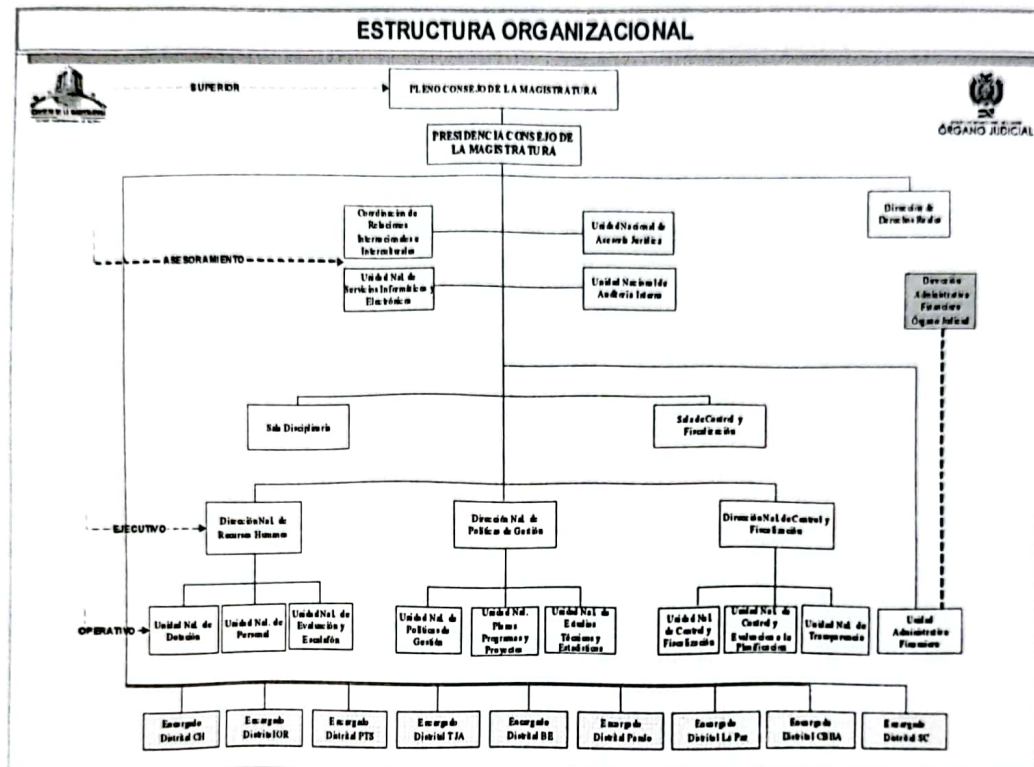 ESTRUCTURA ORGANIZACIONAL
SUPERIOR
PLENO CONSEJO DE LA MAGISTRATURA
ÓRGANO JUDICIAL
PRESIDENCIA CONSEJO DE
LA MAGISTRATURA
Dirección de
Derechos Reales
Coordinación de
Relaciones
Internacionales e
Interculturales
Unidad Nacional de
Asesoría Jurídica
ASESORAMIENTO
Unidad Nal. de
Servicios Informáticos y
Electrónicos
Unidad Nacional de
Auditoría Interna
Dirección
Administrativa
Financiera
Órgano Judicial
Sala Disciplinaria
Sala de Control y
Fiscalización
EJECUTIVO
Dirección Nal. de
Recursos Humanos
Dirección Nal. de
Políticas de Gestión
Dirección Nal. de Control y
Fiscalización
OPERATIVO
Unidad Nal. de
Dotación
Unidad Nal. de
Personal
Unidad Nal. de
Evaluación y
Escalafón
Unidad Nal. de
Políticas de
Gestión
Unidad Nal.
Planes
Programas y
Proyectos
Unidad Nal. de
Estudios
Técnicos y
Estadísticos
Unidad Nal.
de Control y
Fiscalización
Unidad Nal. de
Control y
Evaluación a la
Planificación
Unidad Nal. de
Transparencia
Unidad
Administrativa
Financiera
Encargado
Distrital CH
Encargado
Distrital OR
Encargado
Distrital PTS
Encargado
Distrital TJA
Encargado
Distrital BE
Encargado
Distrital Pando
Encargado
Distrital La Paz
Encargado
Distrital CBBA
Encargado
Distrital SC